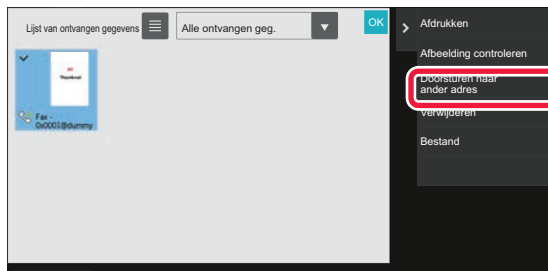 Lijst van ontvangen gegevens
Alle ontvangen geg.
OK
Thumbnail
Fax -
0x0001@dummy
Afdrukken
Afbeelding controleren
Doorsturen naar
ander adres
Verwijderen
Bestand